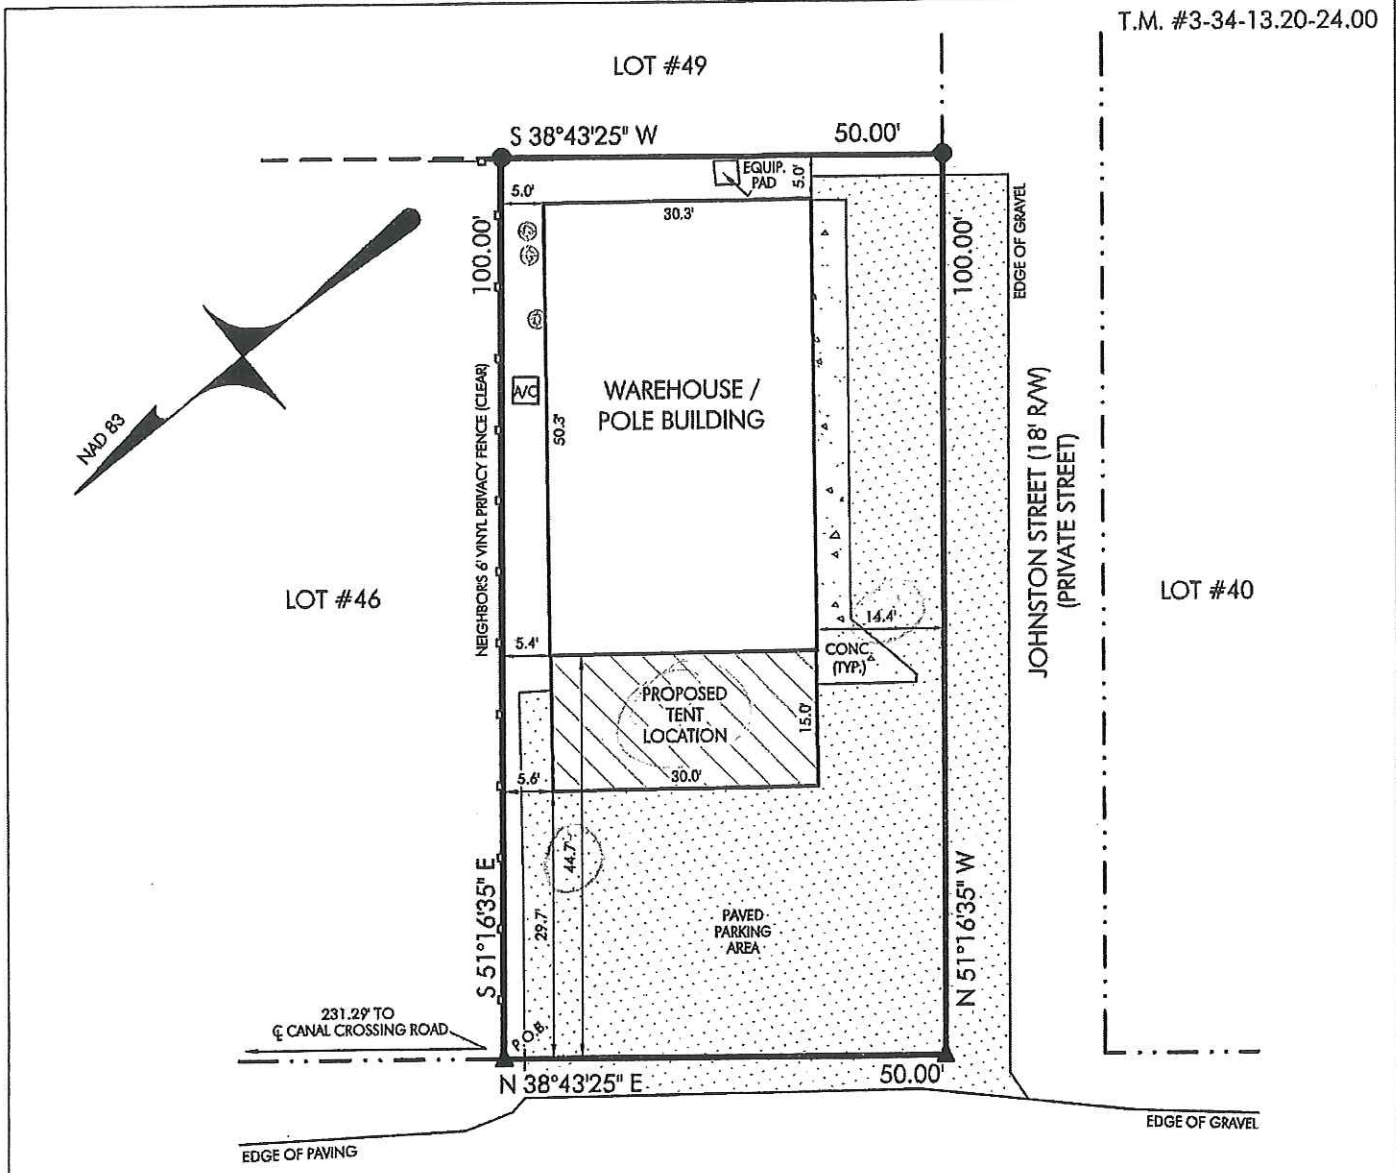 T.M. #3-34-13.20-24.00
LOT #49
S 38°43'25" W
50.00'
EQUIP.
PAD
5.0'
5.0'
30.3'
100.00'
100.00'
EDGE OF GRAVEL
NAD 83
NEIGHBOR'S 6' VINYL PRIVACY FENCE (CLEAR)
A/C
50.3'
WAREHOUSE /
POLE BUILDING
JOHNSTON STREET (18' R/W)
(PRIVATE STREET)
LOT #46
LOT #40
14.4'
5.4'
CONC.
(TYP.)
PROPOSED
TENT
LOCATION
15.0'
5.6'
30.0'
44.7'
29.7'
S 51°16'35" E
PAVED
PARKING
AREA
N 51°16'35" W
231.29' TO
℄ CANAL CROSSING ROAD
P.O.B.
N 38°43'25" E
50.00'
EDGE OF GRAVEL
EDGE OF PAVING